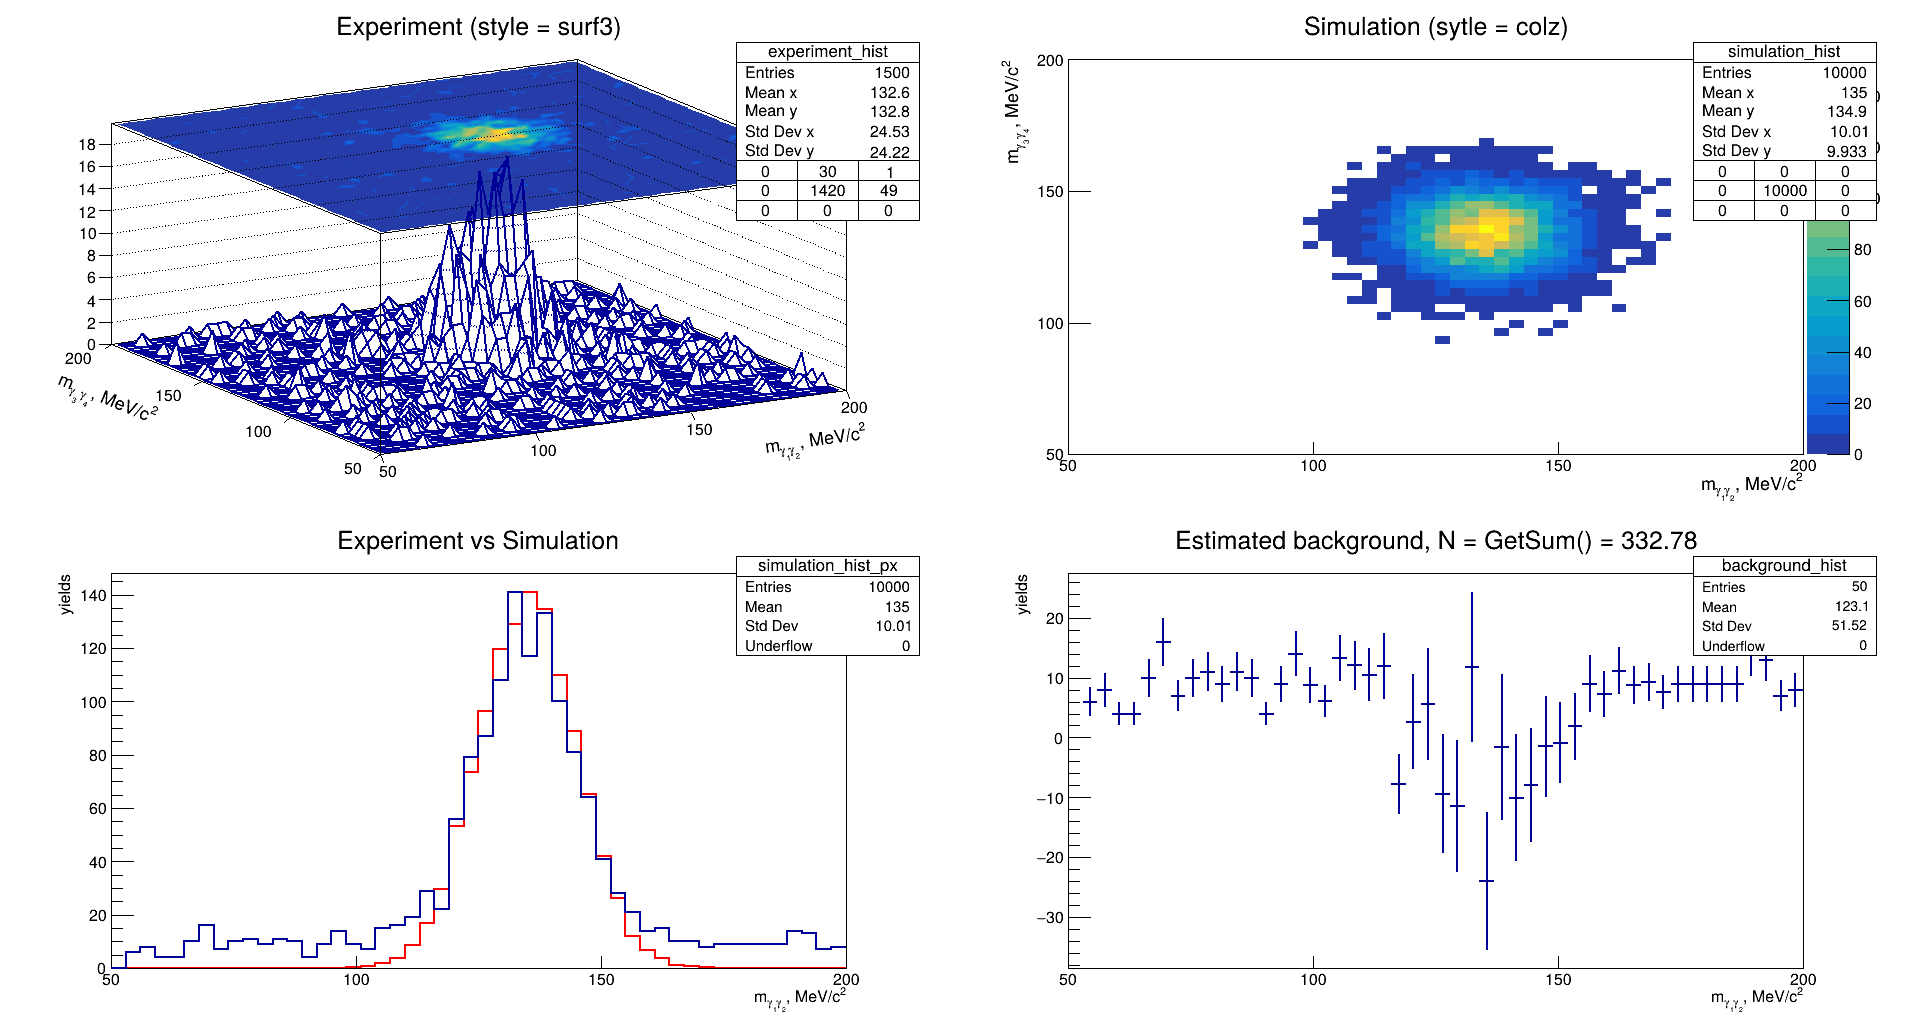 Experiment (style = surf3)
experiment_hist
Entries 1500
Mean x 132.6
Mean y 132.8
Std Dev x 24.53
Std Dev y 24.22
0 30 1
0 1420 49
0 0 0
18
16
14
12
10
8
6
4
2
0
200
150
100
50
mγ3γ4, MeV/c2
50
100
150
200
mγ1γ2, MeV/c2
Simulation (sytle = colz)
simulation_hist
Entries 10000
Mean x 135
Mean y 134.9
Std Dev x 10.01
Std Dev y 9.933
0 0 0
0 10000 0
0 0 0
mγ3γ4, MeV/c2
200
150
100
50
50 100 150 200
mγ1γ2, MeV/c2
80
60
40
20
0
Experiment vs Simulation
simulation_hist_px
Entries 10000
Mean 135
Std Dev 10.01
Underflow 0
yields
140
120
100
80
60
40
20
0
50 100 150 200
mγ1γ2, MeV/c2
Estimated background, N = GetSum() = 332.78
background_hist
Entries 50
Mean 123.1
Std Dev 51.52
Underflow 0
yields
20
10
0
−10
−20
−30
50 100 150 200
mγ1γ2, MeV/c2